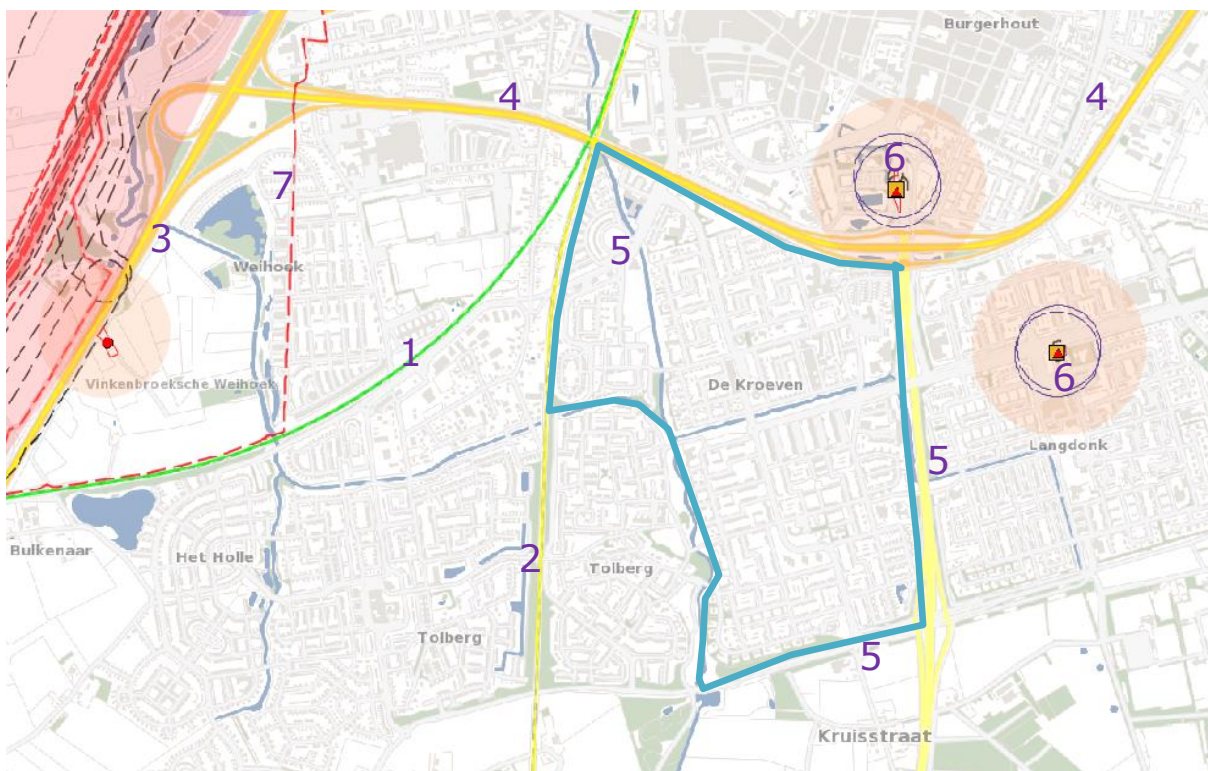 Burgerhout
4
4
6
7
3
5
Weihoek
1
Vinkenbroeksche Weihoek
De Kroeven
6
Langdonk
5
Bulkenaar
Het Holle
2
Tolberg
Tolberg
5
Kruisstraat